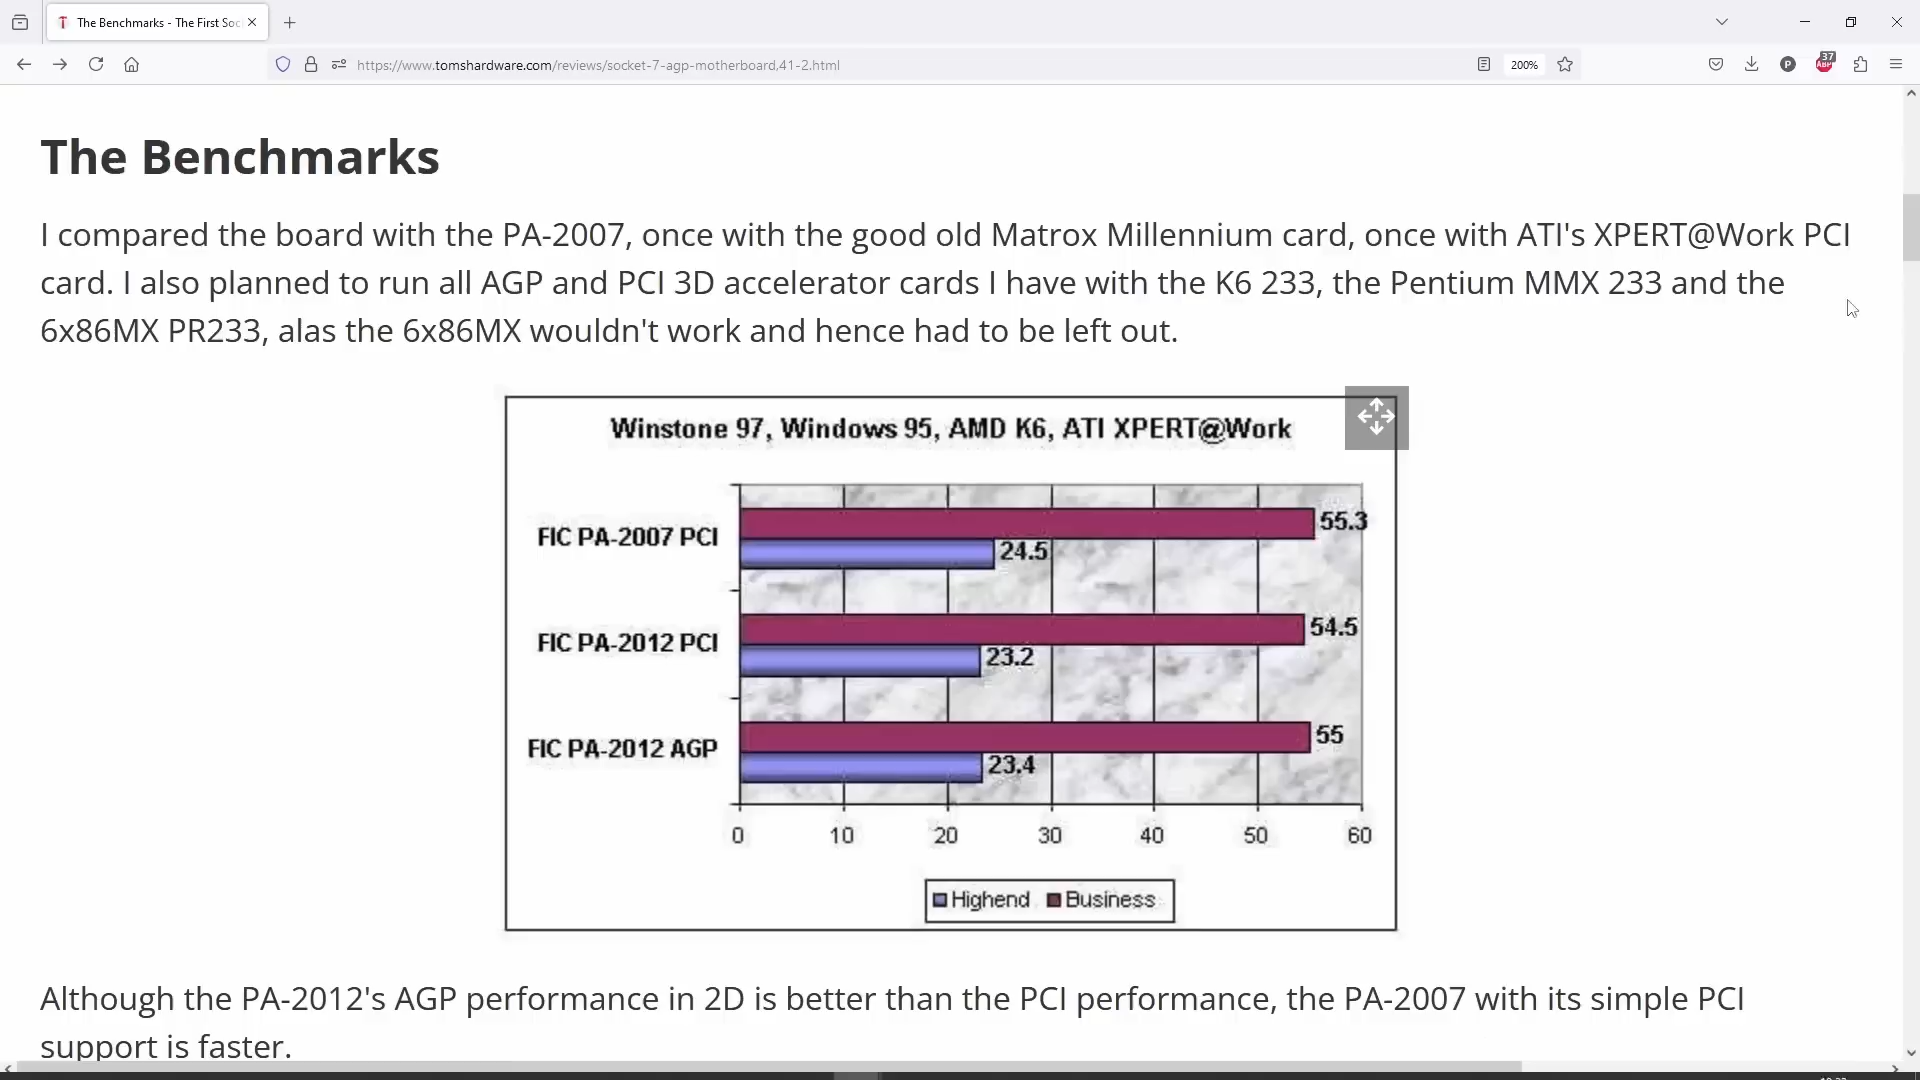 The Benchmarks - The First Soc
https://www.tomshardware.com/reviews/socket-7-agp-motherboard,41-2.html
200%
P
37
ABP
The Benchmarks
I compared the board with the PA-2007, once with the good old Matrox Millennium card, once with ATI's XPERT@Work PCI
card. I also planned to run all AGP and PCI 3D accelerator cards I have with the K6 233, the Pentium MMX 233 and the
6x86MX PR233, alas the 6x86MX wouldn't work and hence had to be left out.
Winstone 97, Windows 95, AMD K6, ATI XPERT@Work
FIC PA-2007 PCI
55.3
24.5
FIC PA-2012 PCI
54.5
23.2
FIC PA-2012 AGP
55
23.4
0 10 20 30 40 50 60
Highend Business
Although the PA-2012's AGP performance in 2D is better than the PCI performance, the PA-2007 with its simple PCI
support is faster.